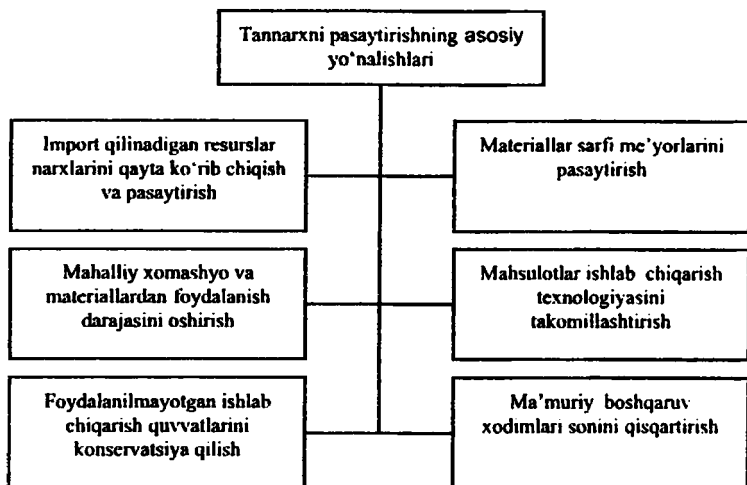 Tannarxni pasaytirishning asosiy
yo‘nalishlari
Import qilinadigan resurslar
narxlarini qayta ko‘rib chiqish
va pasaytirish
Materiallar sarfi me’yorlarini
pasaytirish
Mahalliy xomashyo va
materiallardan foydalanish
darajasini oshirish
Mahsulotlar ishlab chiqarish
texnologiyasini
takomillashtirish
Foydalanilmayotgan ishlab
chiqarish quvvatlarini
konservatsiya qilish
Ma’muriy boshqaruv
xodimlari sonini qisqartirish